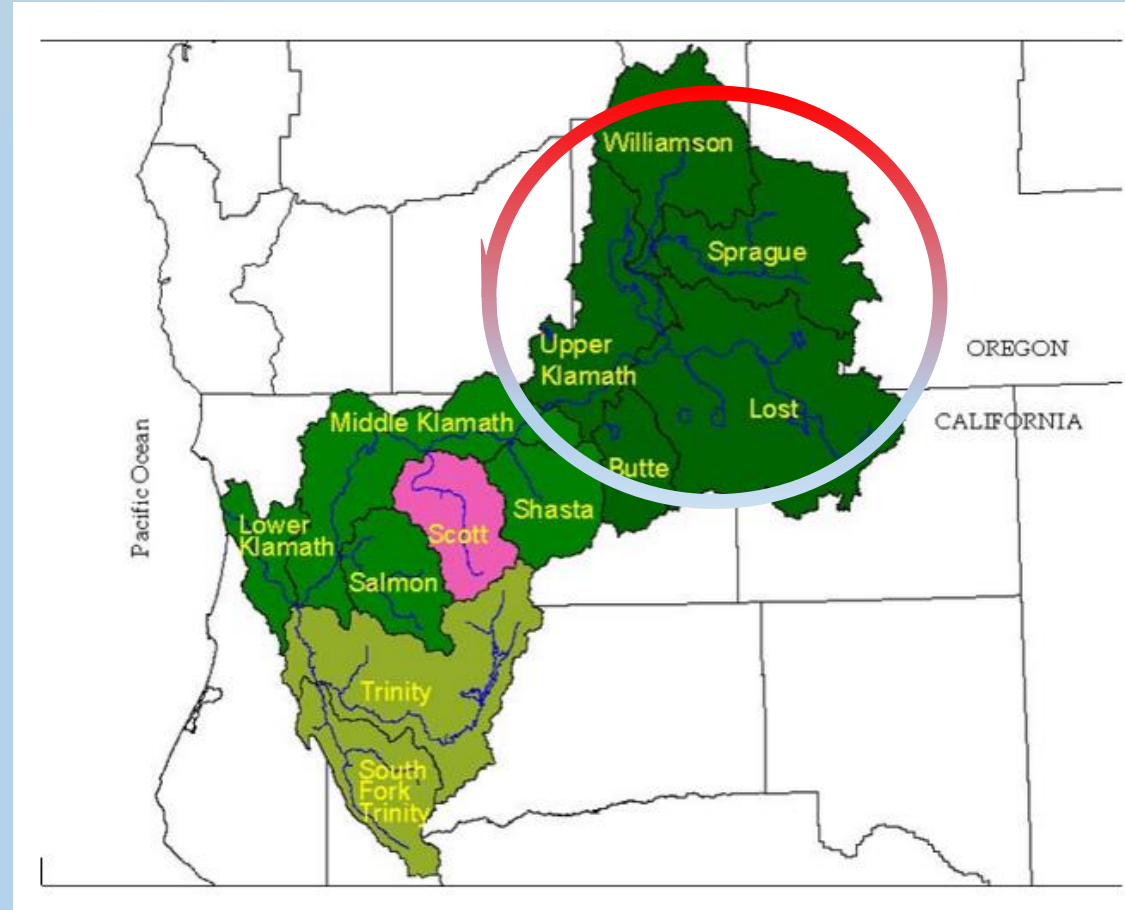 Williamson
Sprague
Upper
Klamath
OREGON
Lost
CALIFORNIA
Middle Klamath
Butte
Pacific Ocean
Shasta
Scott
Lower
Klamath
Salmon
Trinity
South
Fork
Trinity